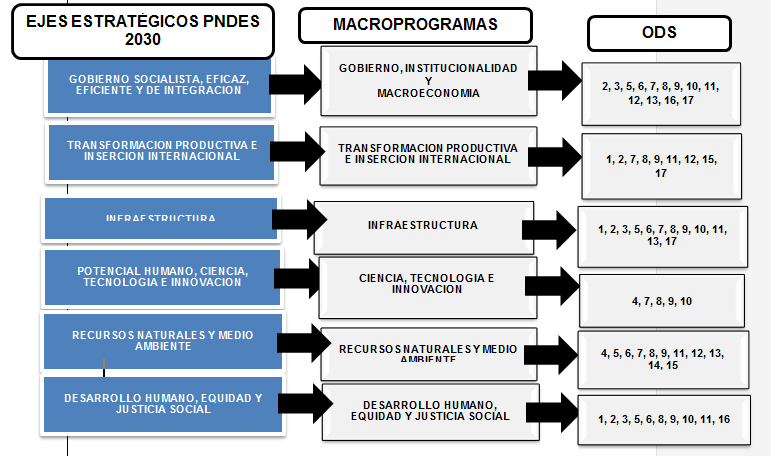 EJES ESTRATÉGICOS PNDES
2030
MACROPROGRAMAS
ODS
GOBIERNO SOCIALISTA, EFICAZ,
EFICIENTE Y DE INTEGRACION
GOBIERNO, INSTITUCIONALIDAD
Y
MACROECONOMIA
2, 3, 5, 6, 7, 8, 9, 10, 11,
12, 13, 16, 17
TRANSFORMACION PRODUCTIVA E
INSERCION INTERNACIONAL
TRANSFORMACION PRODUCTIVA
E INSERCION INTERNACIONAL
1, 2, 7, 8, 9, 11, 12, 15,
17
INFRAESTRUCTURA
INFRAESTRUCTURA
1, 2, 3, 5, 6, 7, 8, 9, 10, 11,
13, 17
POTENCIAL HUMANO, CIENCIA,
TECNOLOGIA E INNOVACION
CIENCIA, TECNOLOGIA E
INNOVACION
4, 7, 8, 9, 10
RECURSOS NATURALES Y MEDIO
AMBIENTE
RECURSOS NATURALES Y MEDIO
AMBIENTE
4, 5, 6, 7, 8, 9, 11, 12, 13,
14, 15
DESARROLLO HUMANO, EQUIDAD Y
JUSTICIA SOCIAL
DESARROLLO HUMANO,
EQUIDAD Y JUSTICIA SOCIAL
1, 2, 3, 5, 6, 8, 9, 10, 11, 16